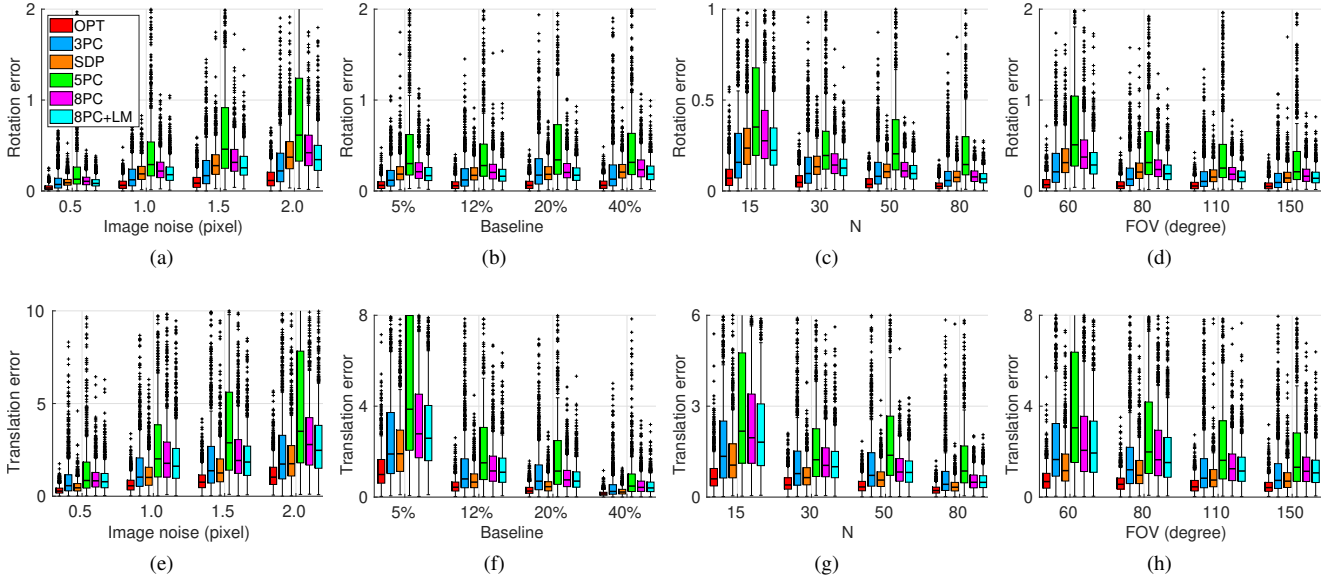 OPT
3PC
SDP
5PC
8PC
8PC+LM
Rotation error
2
1
0
0.5 1.0 1.5 2.0
Image noise (pixel)
(a)
Rotation error
2
1
0
5% 12% 20% 40%
Baseline
(b)
Rotation error
1
0.5
0
15 30 50 80
N
(c)
Rotation error
2
1
0
60 80 110 150
FOV (degree)
(d)
Translation error
10
5
0
0.5 1.0 1.5 2.0
Image noise (pixel)
(e)
Translation error
8
4
0
5% 12% 20% 40%
Baseline
(f)
Translation error
6
3
0
15 30 50 80
N
(g)
Translation error
8
4
0
60 80 110 150
FOV (degree)
(h)